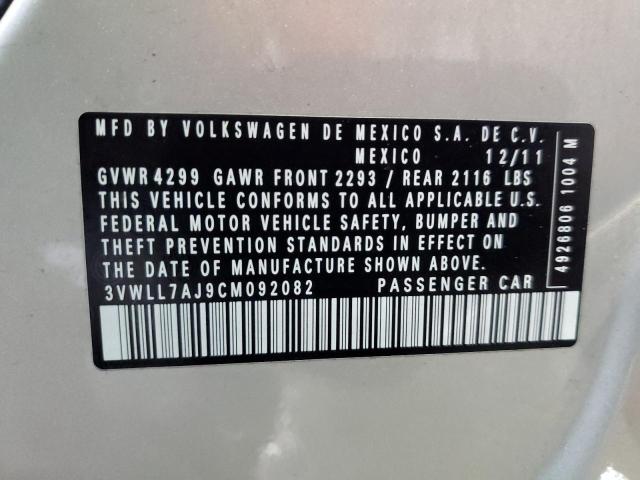 MFD BY VOLKSWAGEN DE MEXICO S.A. DE C.V.
MEXICO 12/11
GVWR 4299 GAWR FRONT 2293 / REAR 2116 LBS
THIS VEHICLE CONFORMS TO ALL APPLICABLE U.S.
FEDERAL MOTOR VEHICLE SAFETY, BUMPER AND
THEFT PREVENTION STANDARDS IN EFFECT ON
THE DATE OF MANUFACTURE SHOWN ABOVE.
3VWLL7AJ9CM092082 PASSENGER CAR
4926806 1004 M